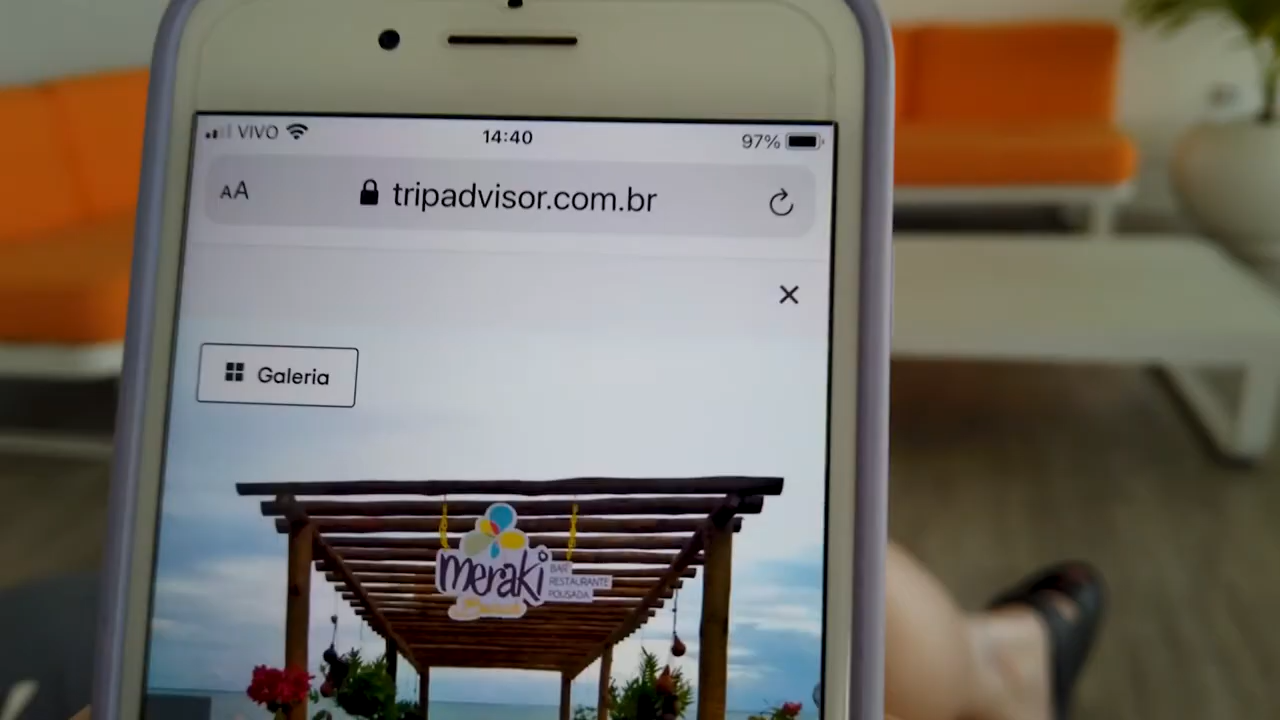 VIVO 14:40 97%
AA tripadvisor.com.br
Galeria
meraki
BAR
RESTAURANTE
POUSADA